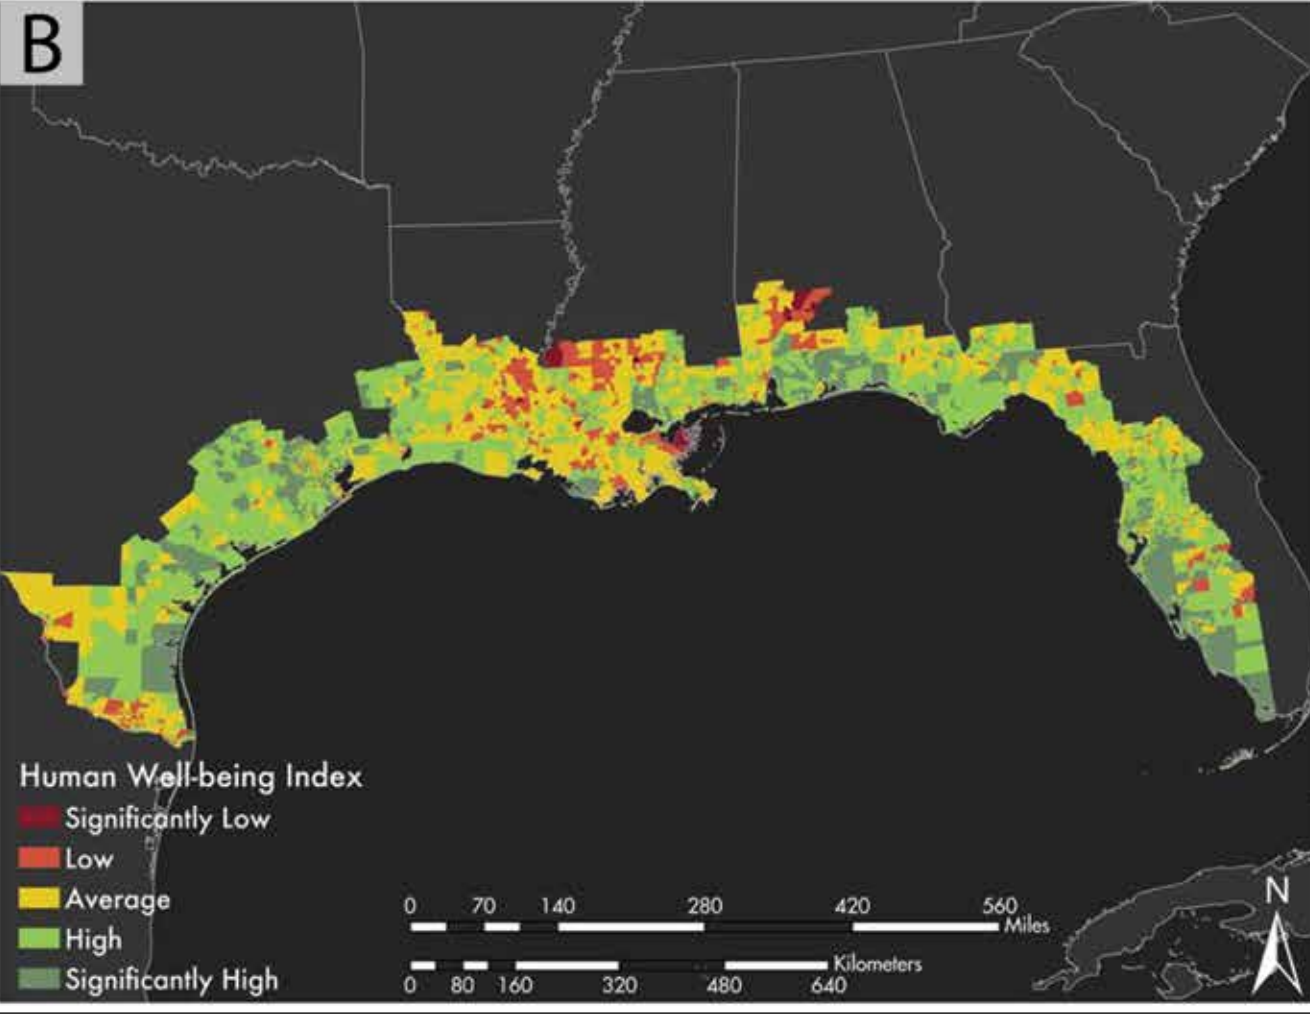 B
Human Well-being Index
Significantly Low
Low
Average
High
Significantly High
0 70 140 280 420 560
Miles
Kilometers
0 80 160 320 480 640
N